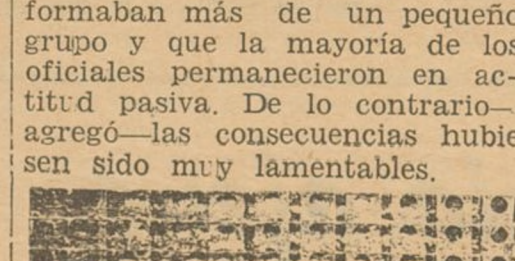 formaban más de un pequeño
grupo y que la mayoría de los
oficiales permanecieron en ac-
titud pasiva. De lo contrario—
agregó—las consecuencias hubie
sen sido muy lamentables.